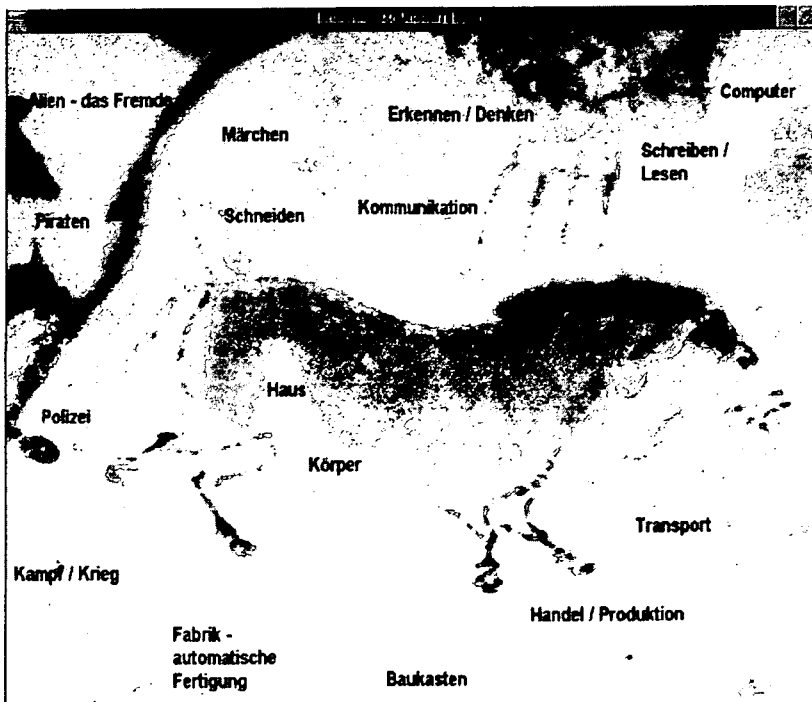 Alien - das Fremde
Computer
Erkennen / Denken
Märchen
Schreiben /
Lesen
Piraten
Schneiden
Kommunikation
Haus
Polizei
Körper
Transport
Kampf / Krieg
Handel / Produktion
Fabrik -
automatische
Fertigung
Baukasten